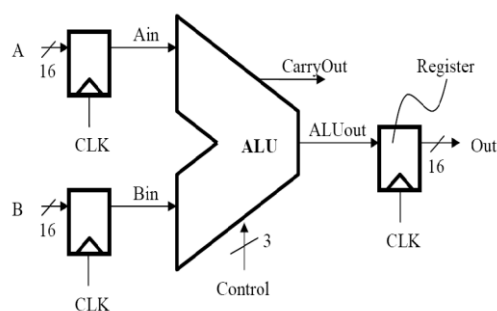 A
16
Ain
CLK
CarryOut
Register
ALU
ALUout
16
Out
CLK
B
16
Bin
CLK
3
Control